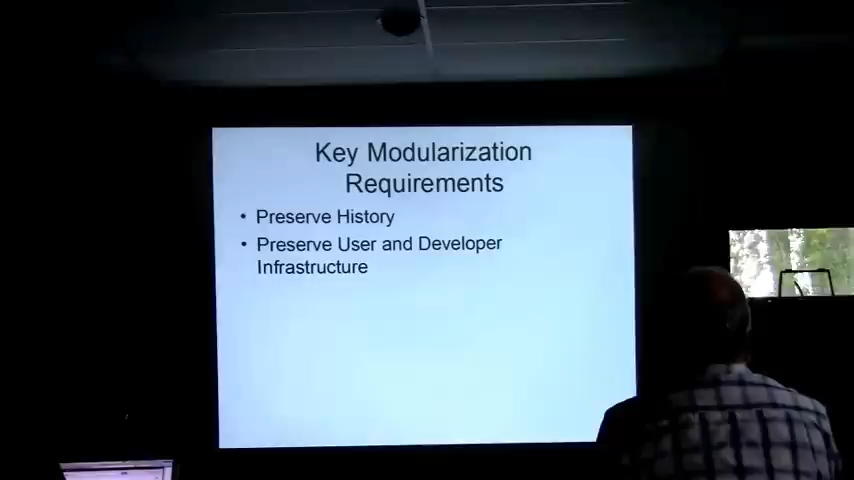 Key Modularization
Requirements
• Preserve History
• Preserve User and Developer
Infrastructure